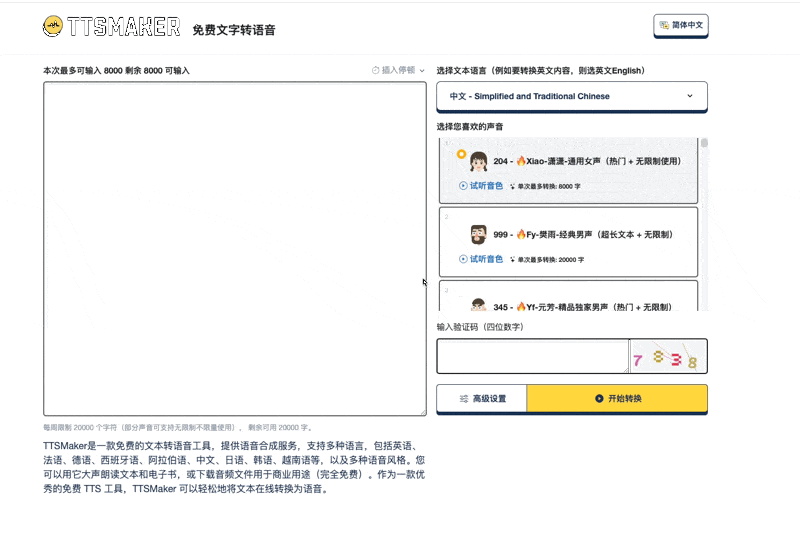 TTSMAKER 免费文字转语音
简体中文
本次最多可输入 8000 剩余 8000 可输入
插入停顿
选择文本语言（例如要转换英文内容，则选英文English）
中文 - Simplified and Traditional Chinese
选择您喜欢的声音
1
204 - 🔥Xiao-潇潇-通用女声（热门 + 无限制使用）
试听音色 单次最多转换: 8000 字
2
999 - 🔥Fy-樊雨-经典男声（超长文本 + 无限制）
试听音色 单次最多转换: 20000 字
3
345 - 🔥Yf-元芳-精品独家男声（热门 + 无限制）
输入验证码（四位数字）
7 8 3 8
高级设置
开始转换
每周限制 20000 个字符（部分声音可支持无限制不限量使用）， 剩余可用 20000 字。
TTSMaker是一款免费的文本转语音工具，提供语音合成服务，支持多种语言，包括英语、
法语、德语、西班牙语、阿拉伯语、中文、日语、韩语、越南语等，以及多种语音风格。您
可以用它大声朗读文本和电子书，或下载音频文件用于商业用途（完全免费）。作为一款优
秀的免费 TTS 工具，TTSMaker 可以轻松地将文本在线转换为语音。